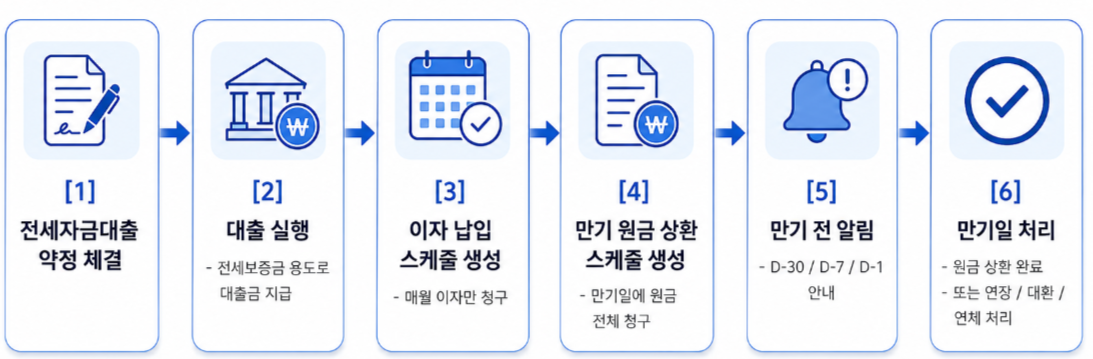 [1]
전세자금대출
약정 체결
[2]
대출 실행
- 전세보증금 용도로
대출금 지급
[3]
이자 납입
스케줄 생성
- 매월 이자만 청구
[4]
만기 원금 상환
스케줄 생성
- 만기일에 원금
전체 청구
[5]
만기 전 알림
- D-30 / D-7 / D-1
안내
[6]
만기일 처리
- 원금 상환 완료
- 또는 연장 / 대환 /
연체 처리